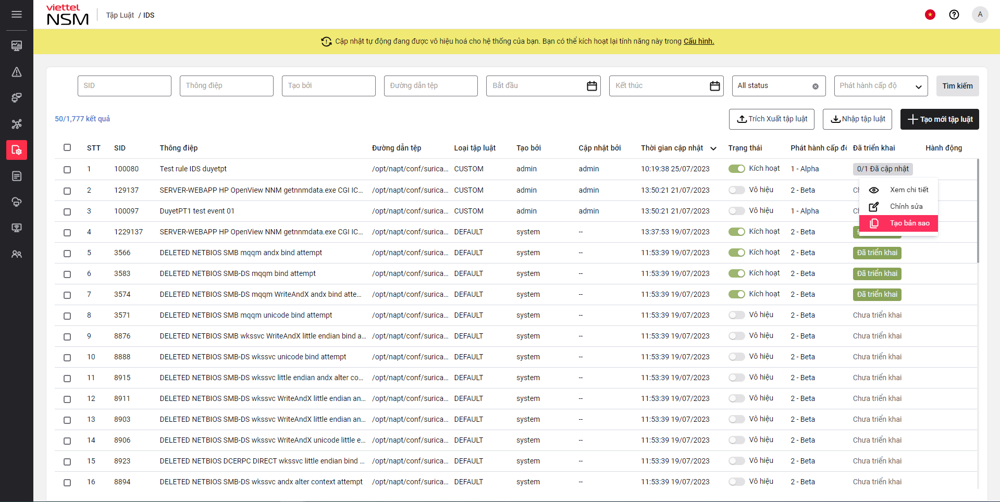 viettel
NSM
Tập Luật / IDS
A
Cập nhật tự động đang được vô hiệu hoá cho hệ thống của bạn. Bạn có thể kích hoạt lại tính năng này trong Cấu hình.
SID Thông điệp Tạo bởi Đường dẫn tệp Bắt đầu Kết thúc All status Phát hành cấp độ Tìm kiếm
50/1,777 kết quả Trích Xuất tập luật Nhập tập luật Tạo mới tập luật
STT SID Thông điệp Đường dẫn tệp Loại tập luật Tạo bởi Cập nhật bởi Thời gian cập nhật Trạng thái Phát hành cấp đ Đã triển khai Hành động
1 100080 Test rule IDS duyetpt /opt/napt/conf/surica... CUSTOM admin admin 10:19:38 25/07/2023 Kích hoạt 1 - Alpha 0/1 Đã cập nhật
2 129137 SERVER-WEBAPP HP OpenView NNM getnnmdata.exe CGI IC... /opt/napt/conf/surica... CUSTOM admin admin 13:50:21 21/07/2023 Vô hiệu 2 - Beta
Xem chi tiết
Chỉnh sửa
3 100097 DuyetPT1 test event 01 /opt/napt/conf/surica... CUSTOM admin admin 13:50:21 21/07/2023 Vô hiệu 1 - Alpha
Tạo bản sao
4 1229137 SERVER-WEBAPP HP OpenView NNM getnnmdata.exe CGI IC... /opt/napt/conf/surica... DEFAULT system -- 13:37:53 19/07/2023 Kích hoạt 2 - Beta
5 3566 DELETED NETBIOS SMB mqqm andx bind attempt /opt/napt/conf/surica... DEFAULT system -- 11:53:39 19/07/2023 Kích hoạt 2 - Beta Đã triển khai
6 3583 DELETED NETBIOS SMB-DS mqqm bind attempt /opt/napt/conf/surica... DEFAULT system -- 11:53:39 19/07/2023 Kích hoạt 2 - Beta Đã triển khai
7 3574 DELETED NETBIOS SMB-DS mqqm WriteAndX andx bind atte... /opt/napt/conf/surica... DEFAULT system -- 11:53:39 19/07/2023 Kích hoạt 2 - Beta Đã triển khai
8 3571 DELETED NETBIOS SMB mqqm unicode bind attempt /opt/napt/conf/surica... DEFAULT system -- 11:53:39 19/07/2023 Vô hiệu 2 - Beta Chưa triển khai
9 8876 DELETED NETBIOS SMB wkssvc WriteAndX little endian bind a... /opt/napt/conf/surica... DEFAULT system -- 11:53:39 19/07/2023 Vô hiệu 2 - Beta Chưa triển khai
10 8888 DELETED NETBIOS SMB-DS wkssvc unicode bind attempt /opt/napt/conf/surica... DEFAULT system -- 11:53:39 19/07/2023 Vô hiệu 2 - Beta Chưa triển khai
11 8915 DELETED NETBIOS SMB-DS wkssvc little endian andx alter co... /opt/napt/conf/surica... DEFAULT system -- 11:53:39 19/07/2023 Vô hiệu 2 - Beta Chưa triển khai
12 8911 DELETED NETBIOS SMB-DS wkssvc WriteAndX little endian an... /opt/napt/conf/surica... DEFAULT system -- 11:53:39 19/07/2023 Vô hiệu 2 - Beta Chưa triển khai
13 8903 DELETED NETBIOS SMB-DS wkssvc WriteAndX little endian an... /opt/napt/conf/surica... DEFAULT system -- 11:53:39 19/07/2023 Vô hiệu 2 - Beta Chưa triển khai
14 8906 DELETED NETBIOS SMB-DS wkssvc WriteAndX unicode little e... /opt/napt/conf/surica... DEFAULT system -- 11:53:39 19/07/2023 Vô hiệu 2 - Beta Chưa triển khai
15 8923 DELETED NETBIOS DCERPC DIRECT wkssvc little endian bind ... /opt/napt/conf/surica... DEFAULT system -- 11:53:39 19/07/2023 Vô hiệu 2 - Beta Chưa triển khai
16 8894 DELETED NETBIOS SMB-DS wkssvc andx alter context attempt /opt/napt/conf/surica... DEFAULT system -- 11:53:39 19/07/2023 Vô hiệu 2 - Beta Chưa triển khai